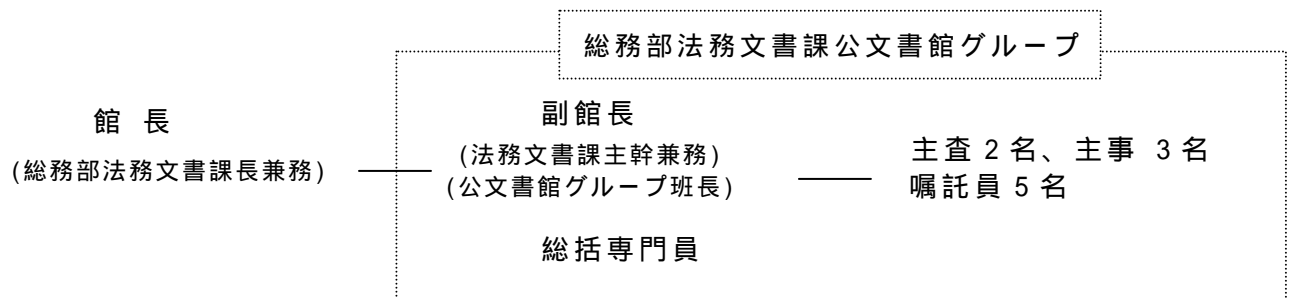 総務部法務文書課公文書館グループ
館 長
(総務部法務文書課長兼務)
副館長
(法務文書課主幹兼務)
(公文書館グループ班長)
総括専門員
主査 2 名、主事 3 名
嘱託員 5 名